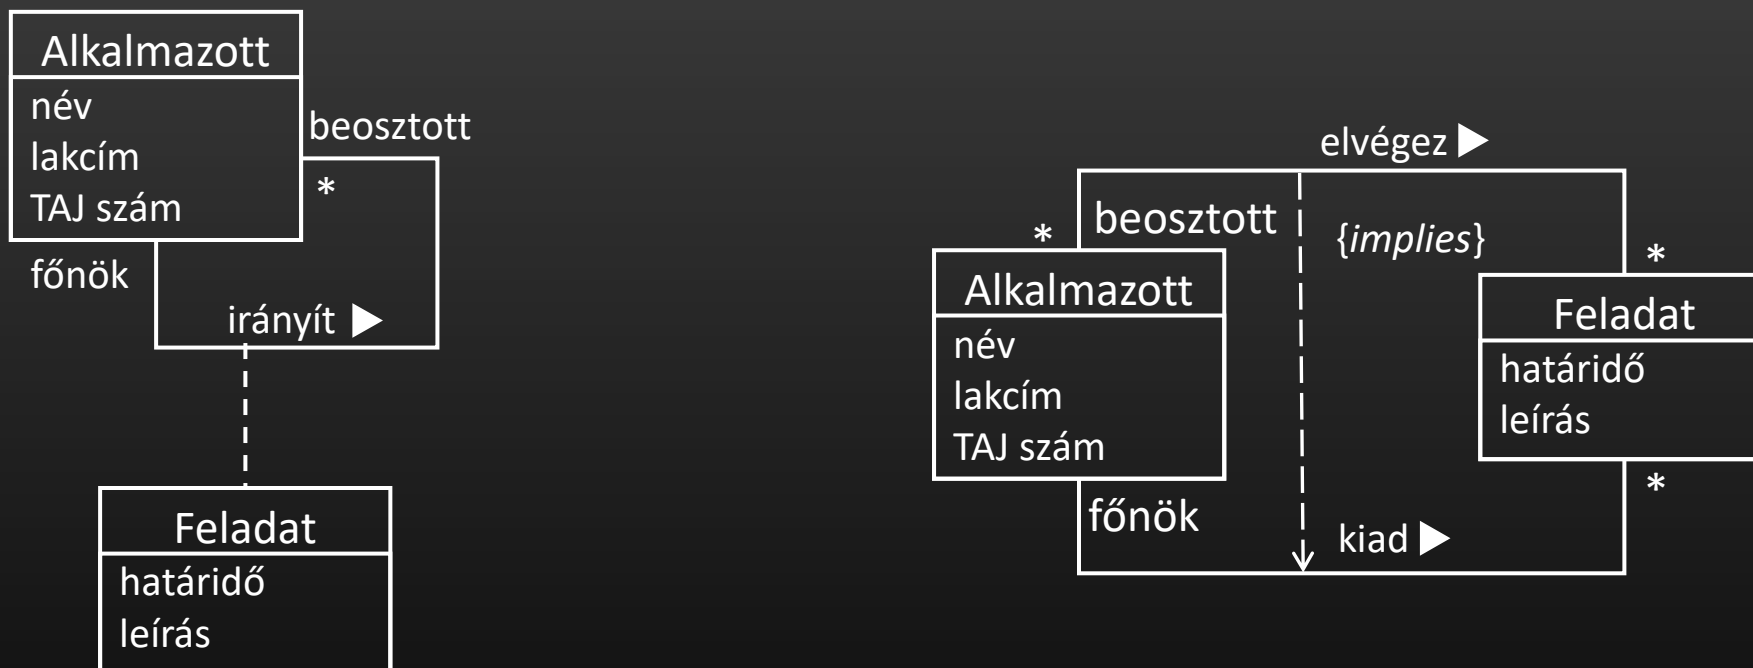 Alkalmazott
név
lakcím
TAJ szám
beosztott
*
főnök
irányít ▶
Feladat
határidő
leírás
elvégez ▶
beosztott
*
{implies}
*
Alkalmazott
név
lakcím
TAJ szám
Feladat
határidő
leírás
*
főnök
kiad ▶